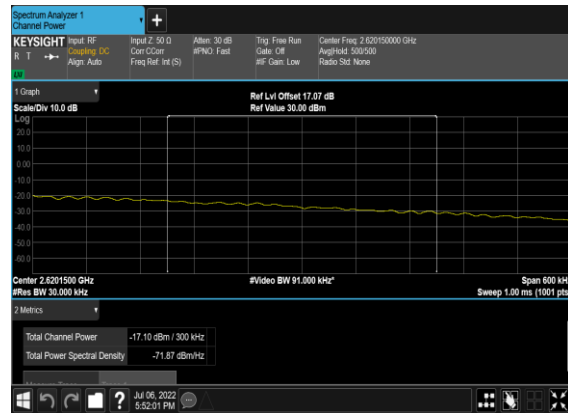 Spectrum Analyzer 1
Channel Power
+
KEYSIGHT Input: RF Input Z: 50 Ω Atten: 30 dB Trig: Free Run Center Freq: 2.620150000 GHz
R T Coupling: DC Corr CCorr #PNO: Fast Gate: Off Avg|Hold: 500/500
Align: Auto Freq Ref: Int (S) #IF Gain: Low Radio Std: None
1 Graph Ref Lvl Offset 17.07 dB
Scale/Div 10.0 dB Ref Value 30.00 dBm
Log
20.0
10.0
0.00
-10.0
-20.0
-30.0
-40.0
-50.0
-60.0
Center 2.6201500 GHz #Video BW 91.000 kHz* Span 600 kH
#Res BW 30.000 kHz Sweep 1.00 ms (1001 pts
2 Metrics
Total Channel Power -17.10 dBm / 300 kHz
Total Power Spectral Density -71.87 dBm/Hz
? Jul 06, 2022
5:52:01 PM